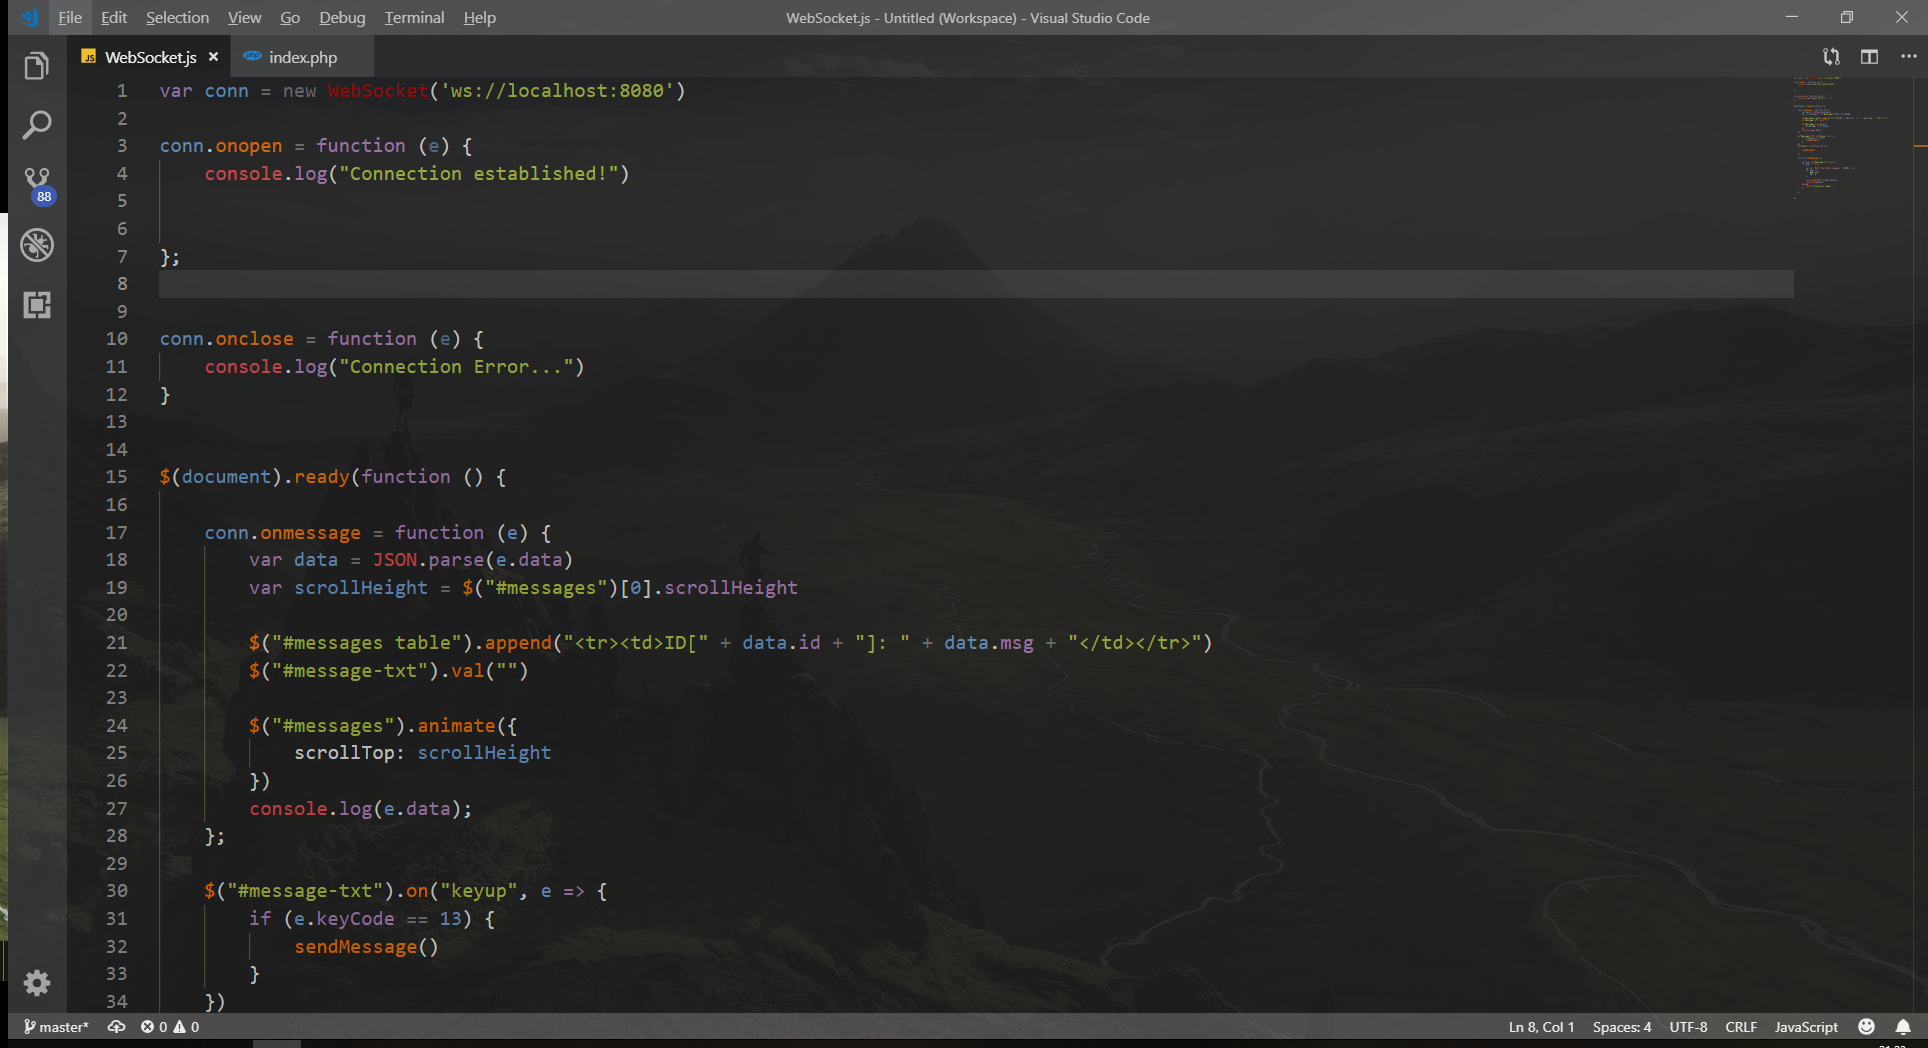 File Edit Selection View Go Debug Terminal Help WebSocket.js - Untitled (Workspace) - Visual Studio Code
JS WebSocket.js × php index.php
1 var conn = new WebSocket('ws://localhost:8080')
2
3 conn.onopen = function (e) {
4     console.log("Connection established!")
5
6
7 };
8
9
10 conn.onclose = function (e) {
11     console.log("Connection Error...")
12 }
13
14
15 $(document).ready(function () {
16
17     conn.onmessage = function (e) {
18         var data = JSON.parse(e.data)
19         var scrollHeight = $("#messages")[0].scrollHeight
20
21         $("#messages table").append("<tr><td>ID[" + data.id + "]: " + data.msg + "</td></tr>")
22         $("#message-txt").val("")
23
24         $("#messages").animate({
25             scrollTop: scrollHeight
26         })
27         console.log(e.data);
28     };
29
30     $("#message-txt").on("keyup", e => {
31         if (e.keyCode == 13) {
32             sendMessage()
33         }
34     })
88
master* 0 0 Ln 8, Col 1 Spaces: 4 UTF-8 CRLF JavaScript